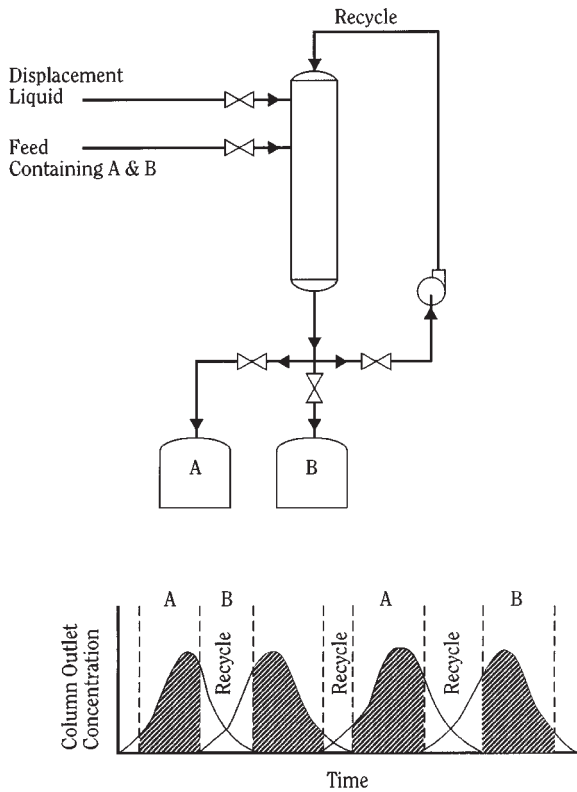 Recycle
Displacement
Liquid
Feed
Containing A & B
A
B
A
B
A
B
Recycle
Recycle
Recycle
Column Outlet
Concentration
Time